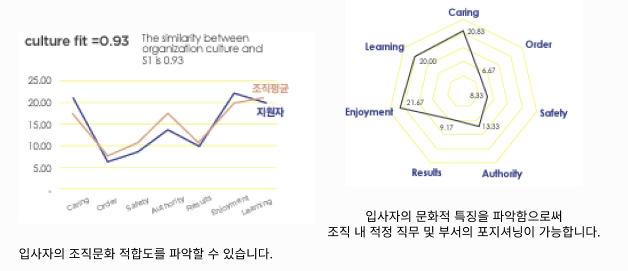 culture fit =0.93
The similarity between
organization culture and
S1 is 0.93
25.00
20.00
15.00
10.00
5.00
-
조직평균
지원자
Caring
Order
Safety
Authority
Results
Enjoyment
Learning
입사자의 조직문화 적합도를 파악할 수 있습니다.
Caring
Order
Safety
Authority
Results
Enjoyment
Learning
20.83
6.67
8.33
13.33
9.17
21.67
20.00
입사자의 문화적 특징을 파악함으로써
조직 내 적정 직무 및 부서의 포지셔닝이 가능합니다.